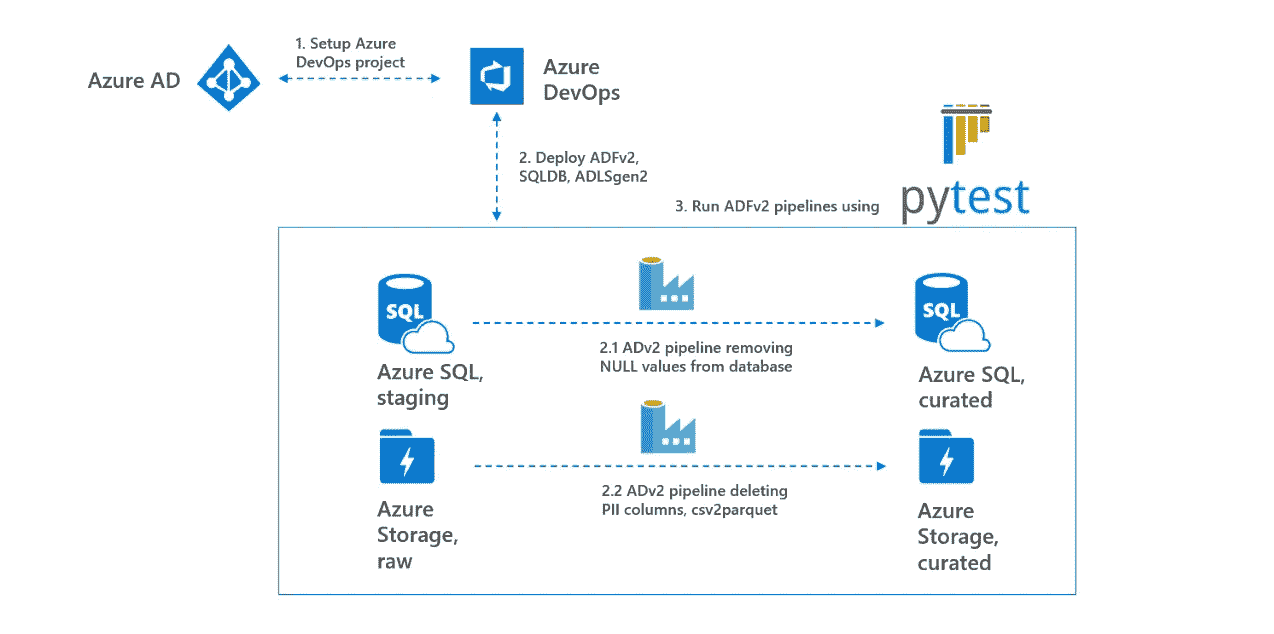 1. Setup Azure
DevOps project
Azure AD
Azure
DevOps
2. Deploy ADFv2,
SQLDB, ADLSgen2
3. Run ADFv2 pipelines using
pytest
SQL
SQL
2.1 ADv2 pipeline removing
NULL values from database
Azure SQL,
staging
Azure SQL,
curated
2.2 ADv2 pipeline deleting
PII columns, csv2parquet
Azure
Storage,
raw
Azure
Storage,
curated